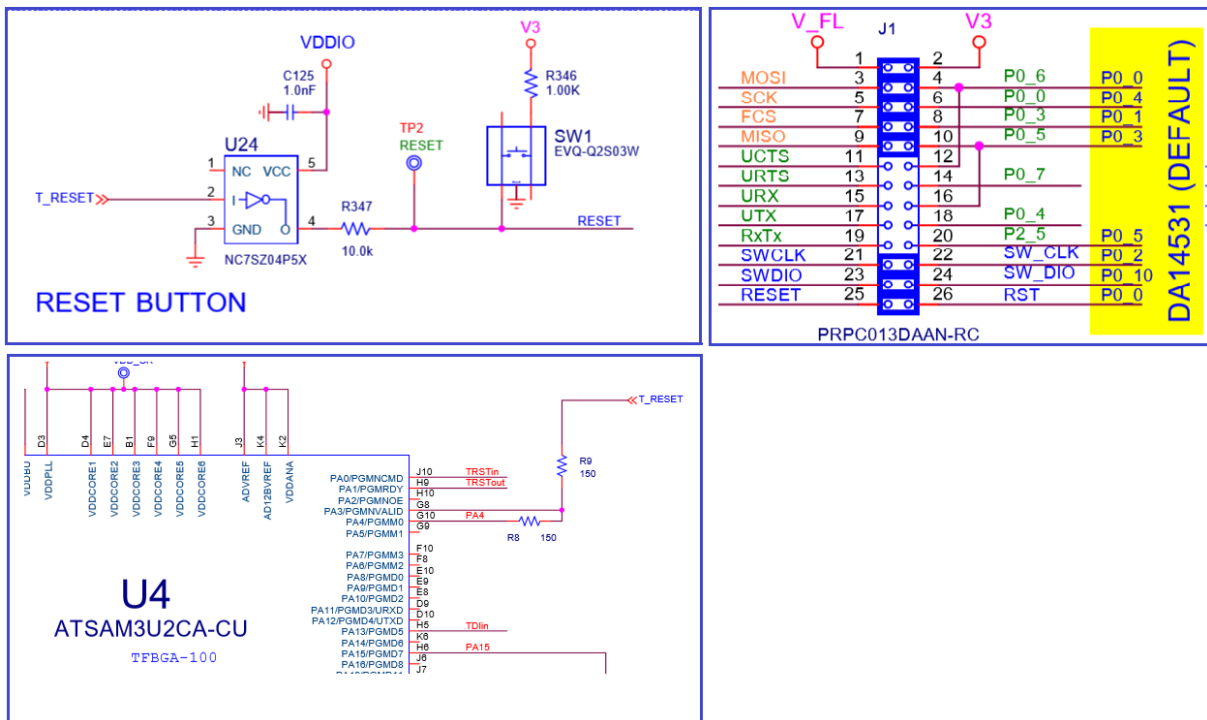 VDDIO
C125
1.0nF
U24
1 NC VCC 5
T_RESET 2 I
3 GND O 4
NC7SZ04P5X
R347
10.0k
TP2
RESET
V3
R346
1.00K
SW1
EVQ-Q2S03W
RESET
RESET BUTTON
V_FL J1 V3
1 2
MOSI 3 4 P0_6 P0_0
SCK 5 6 P0_0 P0_4
FCS 7 8 P0_3 P0_1
MISO 9 10 P0_5 P0_3
UCTS 11 12
URTS 13 14 P0_7
URX 15 16
UTX 17 18 P0_4
RxTx 19 20 P2_5 P0_5
SWCLK 21 22 SW_CLK P0_2
SWDIO 23 24 SW_DIO P0_10
RESET 25 26 RST P0_0
PRPC013DAAN-RC
DA14531 (DEFAULT)
D3
D4
E7
B1
F9
G5
H1
J3
K4
K2
VDDBU
VDDPLL
VDDCORE1
VDDCORE2
VDDCORE3
VDDCORE4
VDDCORE5
VDDCORE6
ADVREF
AD12BVREF
VDDANA
T_RESET
R9
150
PA0/PGMNCMD J10 TRSTin
PA1/PGMRDY H9 TRSTout
PA2/PGMNOE H10
PA3/PGMNVALID G8
PA4/PGMM0 G10 PA4
PA5/PGMM1 G9
R8 150
PA7/PGMM3 F10
PA6/PGMM2 F8
PA8/PGMD0 E10
PA9/PGMD1 E9
PA10/PGMD2 E8
PA11/PGMD3/URXD D9
PA12/PGMD4/UTXD D10
PA13/PGMD5 H5 TDIin
PA14/PGMD6 K6
PA15/PGMD7 H6 PA15
PA16/PGMD8 J6
J7
U4
ATSAM3U2CA-CU
TFBGA-100